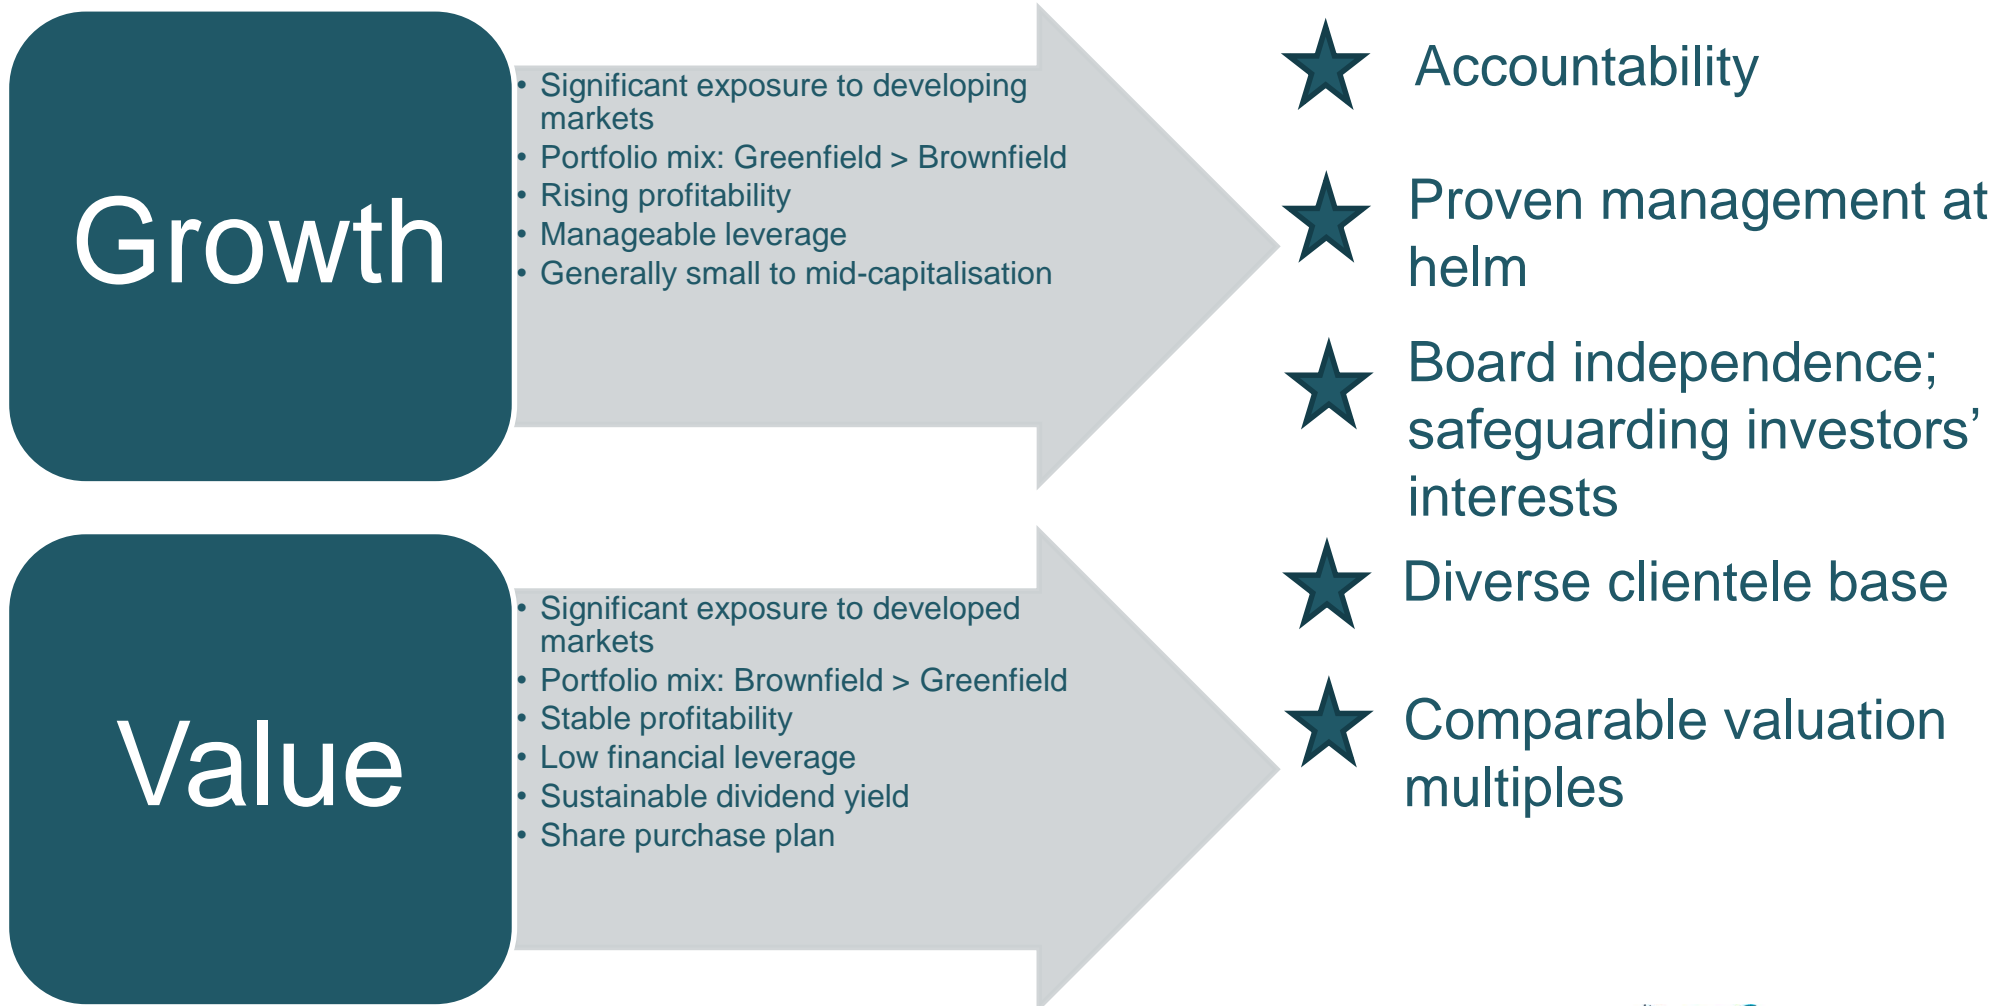 Growth
• Significant exposure to developing
markets
• Portfolio mix: Greenfield > Brownfield
• Rising profitability
• Manageable leverage
• Generally small to mid-capitalisation
Value
• Significant exposure to developed
markets
• Portfolio mix: Brownfield > Greenfield
• Stable profitability
• Low financial leverage
• Sustainable dividend yield
• Share purchase plan
Accountability
Proven management at
helm
Board independence;
safeguarding investors’
interests
Diverse clientele base
Comparable valuation
multiples